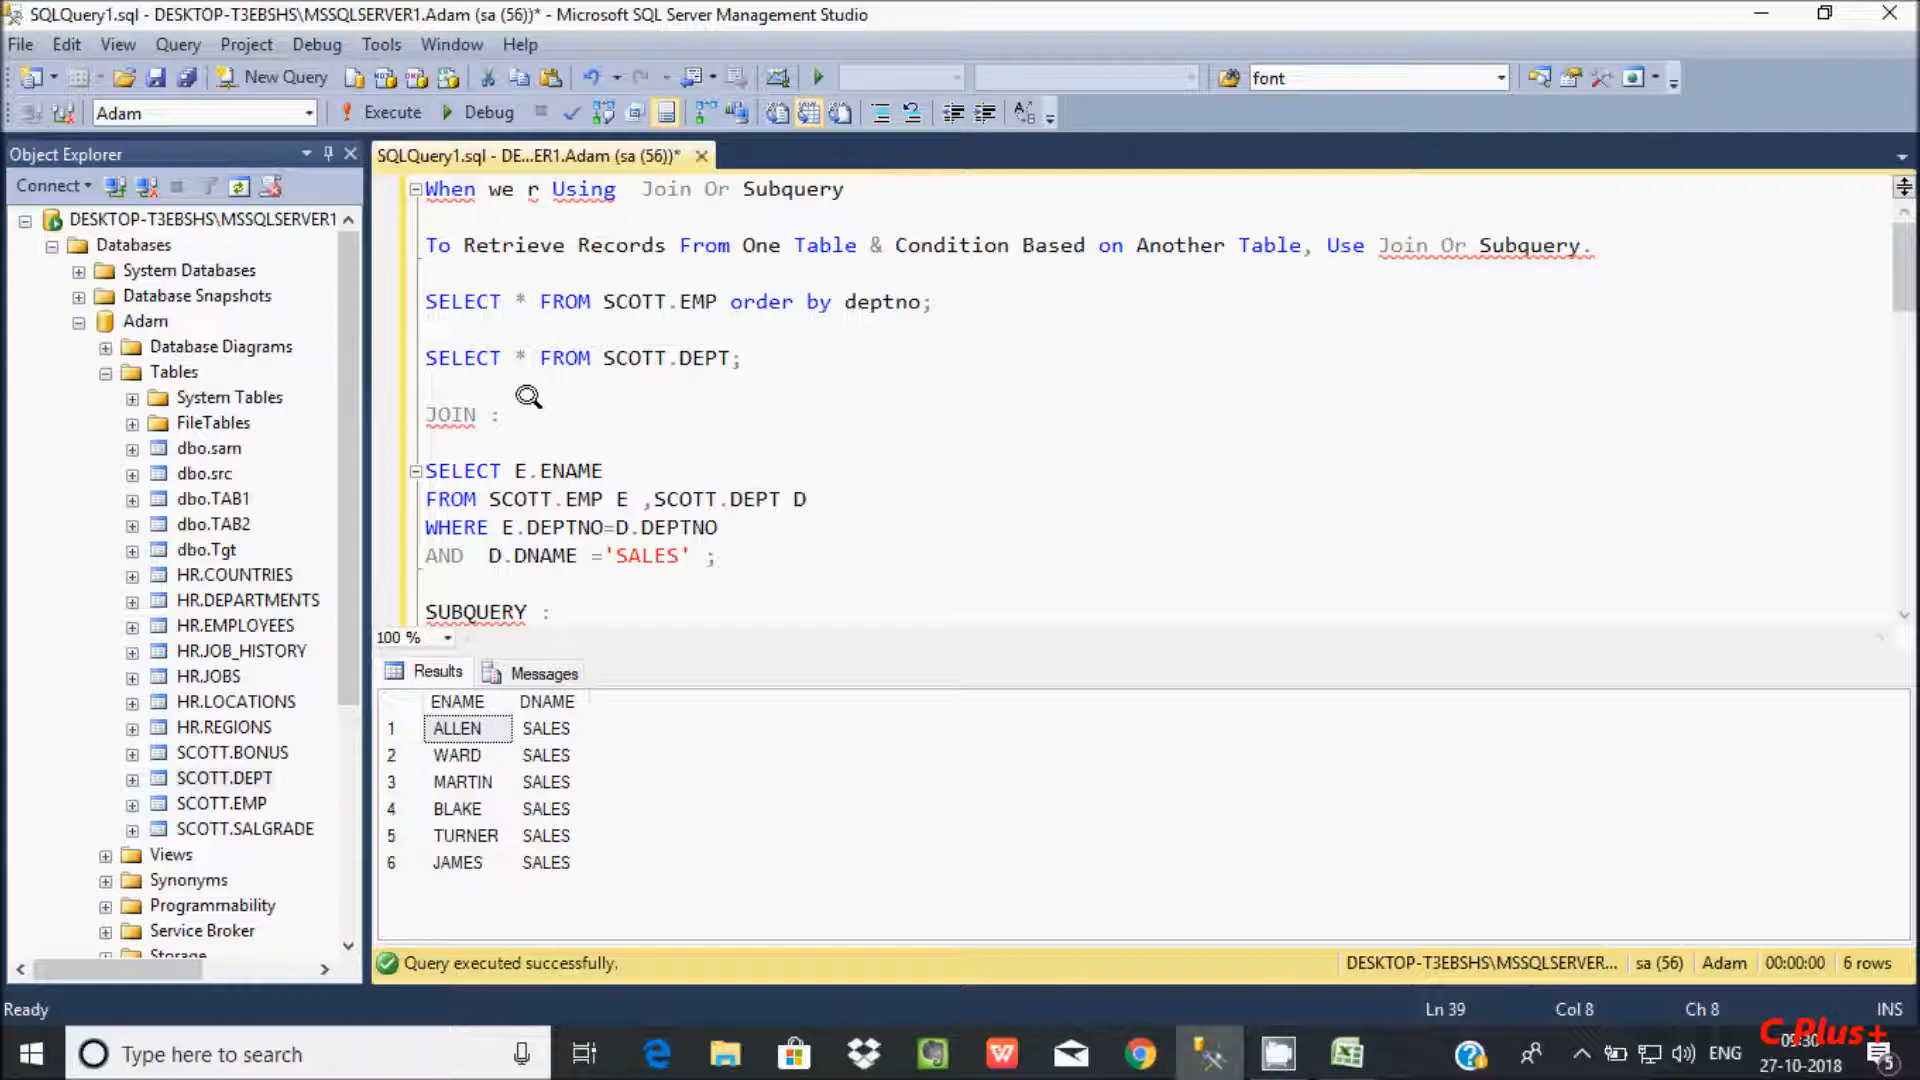 SQLQuery1.sql - DESKTOP-T3EBSHS\MSSQLSERVER1.Adam (sa (56))* - Microsoft SQL Server Management Studio
File Edit View Query Project Debug Tools Window Help
New Query font
Adam Execute Debug
Object Explorer
Connect
DESKTOP-T3EBSHS\MSSQLSERVER1
Databases
System Databases
Database Snapshots
Adam
Database Diagrams
Tables
System Tables
FileTables
dbo.sam
dbo.src
dbo.TAB1
dbo.TAB2
dbo.Tgt
HR.COUNTRIES
HR.DEPARTMENTS
HR.EMPLOYEES
HR.JOB_HISTORY
HR.JOBS
HR.LOCATIONS
HR.REGIONS
SCOTT.BONUS
SCOTT.DEPT
SCOTT.EMP
SCOTT.SALGRADE
Views
Synonyms
Programmability
Service Broker
Storage
SQLQuery1.sql - DE...ER1.Adam (sa (56))*
When we r Using Join Or Subquery
To Retrieve Records From One Table & Condition Based on Another Table, Use Join Or Subquery.
SELECT * FROM SCOTT.EMP order by deptno;
SELECT * FROM SCOTT.DEPT;
JOIN :
SELECT E.ENAME
FROM SCOTT.EMP E ,SCOTT.DEPT D
WHERE E.DEPTNO=D.DEPTNO
AND D.DNAME ='SALES' ;
SUBQUERY :
100 %
Results Messages
ENAME DNAME
1 ALLEN SALES
2 WARD SALES
3 MARTIN SALES
4 BLAKE SALES
5 TURNER SALES
6 JAMES SALES
Query executed successfully. DESKTOP-T3EBSHS\MSSQLSERVER... sa (56) Adam 00:00:00 6 rows
Ready Ln 39 Col 8 Ch 8 INS
C Plus+
Type here to search ENG 09:30
27-10-2018 5